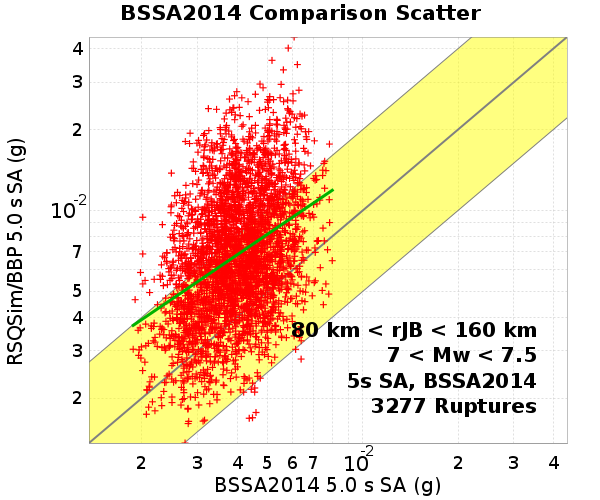 BSSA2014 Comparison Scatter
RSQSim/BBP 5.0 s SA (g)
4
3
2
10^-2
7
5
4
3
2
80 km < rJB < 160 km
7 < Mw < 7.5
5s SA, BSSA2014
3277 Ruptures
2 3 4 5 6 7 10^-2 2 3 4
BSSA2014 5.0 s SA (g)